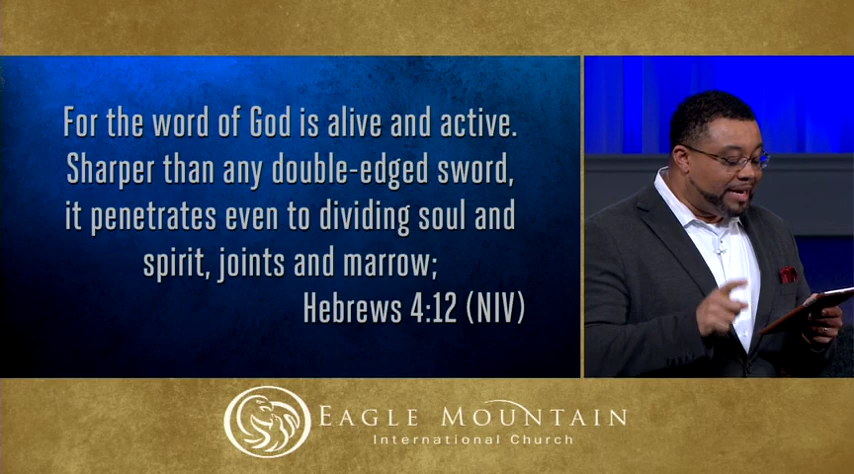 For the word of God is alive and active.
Sharper than any double-edged sword,
it penetrates even to dividing soul and
spirit, joints and marrow;
Hebrews 4:12 (NIV)
EAGLE MOUNTAIN
International Church